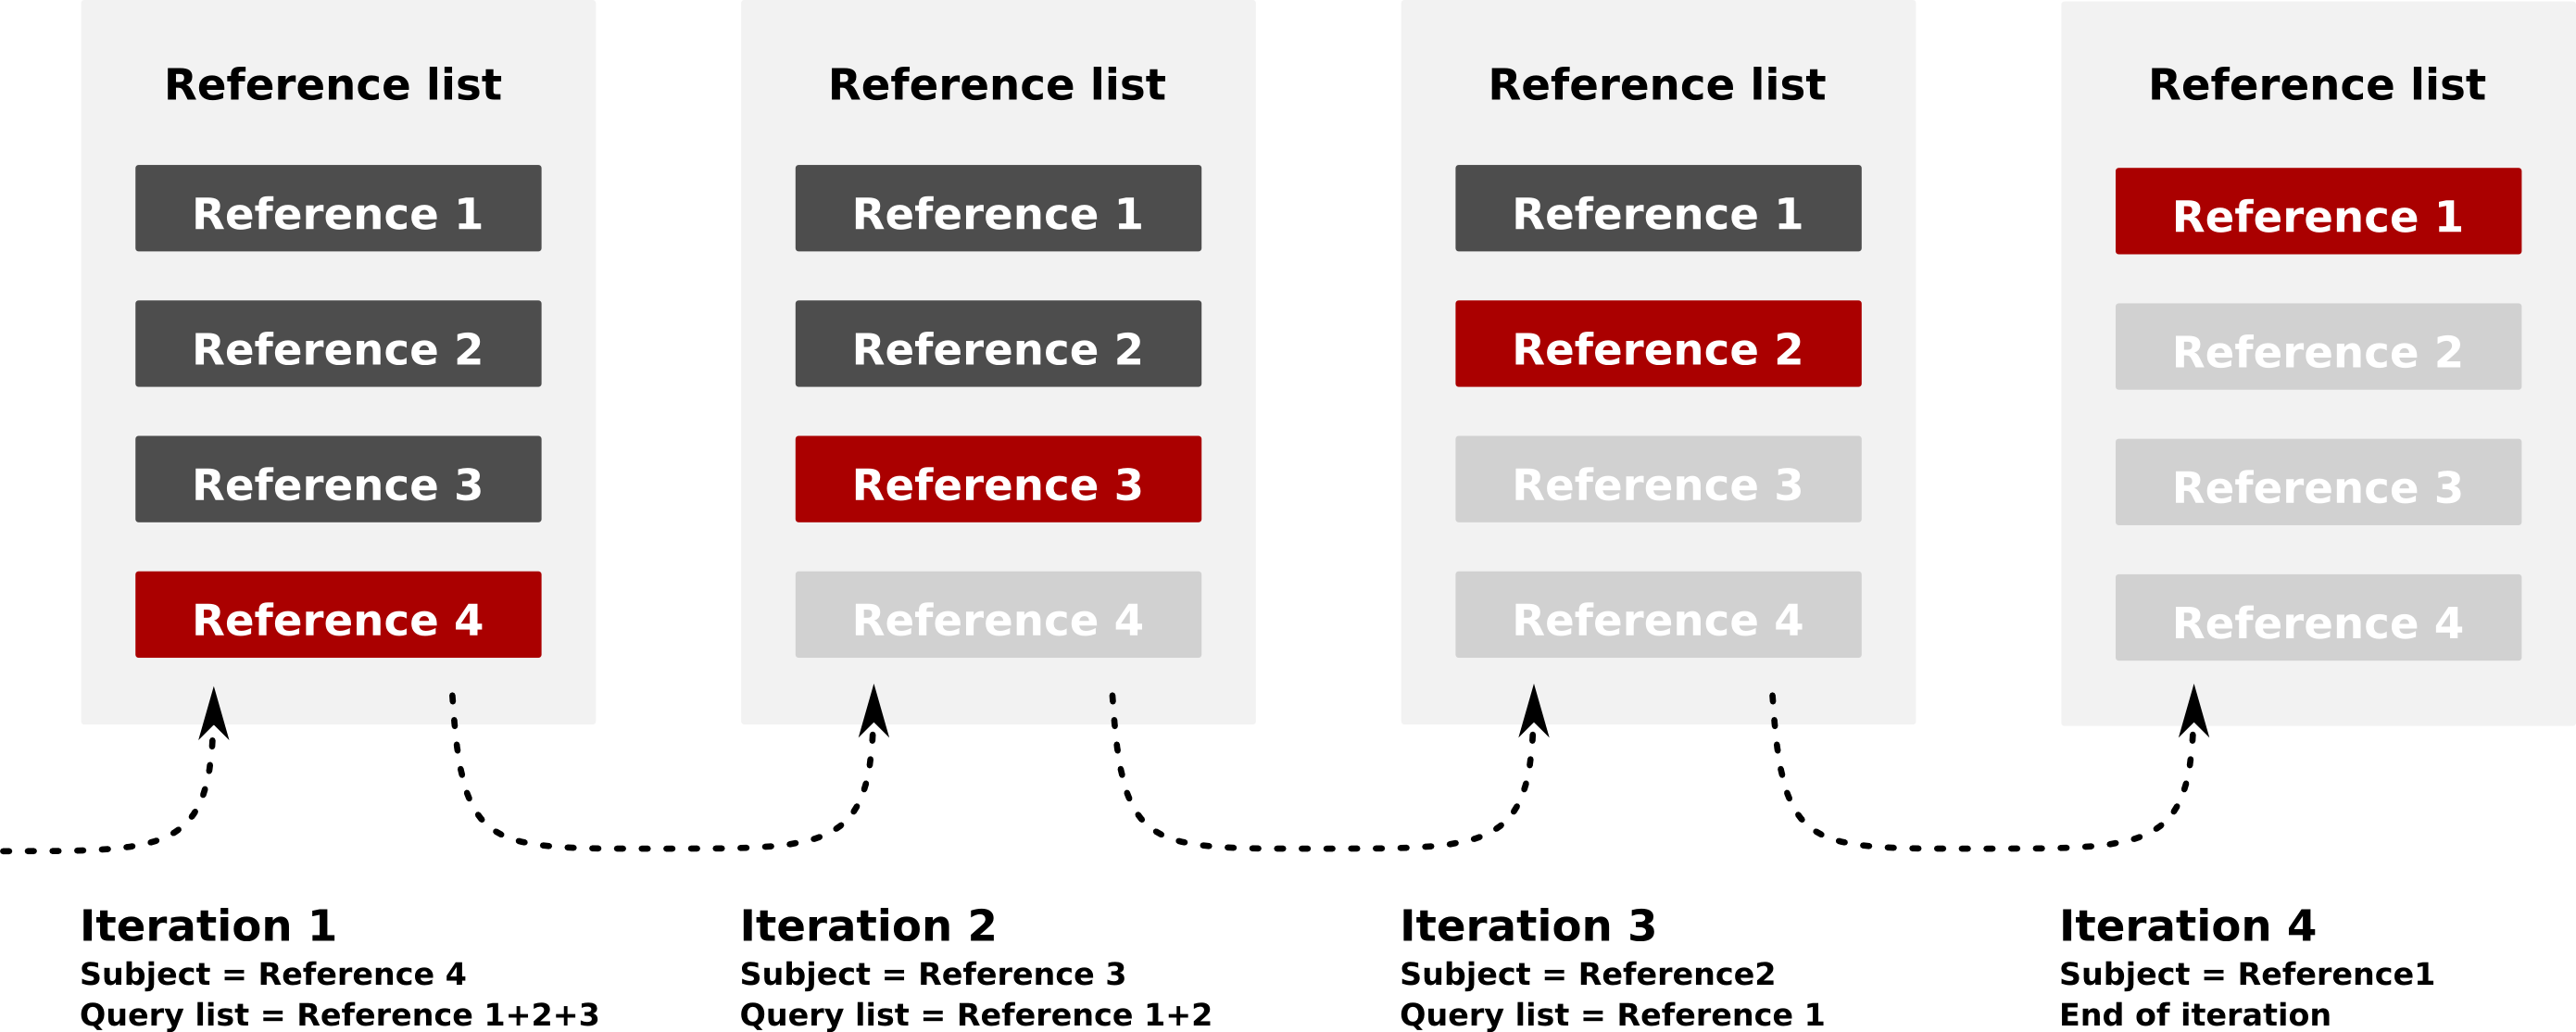 Reference list
Reference 1
Reference 2
Reference 3
Reference 4
Iteration 1
Subject = Reference 4
Query list = Reference 1+2+3
Reference list
Reference 1
Reference 2
Reference 3
Reference 4
Iteration 2
Subject = Reference 3
Query list = Reference 1+2
Reference list
Reference 1
Reference 2
Reference 3
Reference 4
Iteration 3
Subject = Reference2
Query list = Reference 1
Reference list
Reference 1
Reference 2
Reference 3
Reference 4
Iteration 4
Subject = Reference1
End of iteration